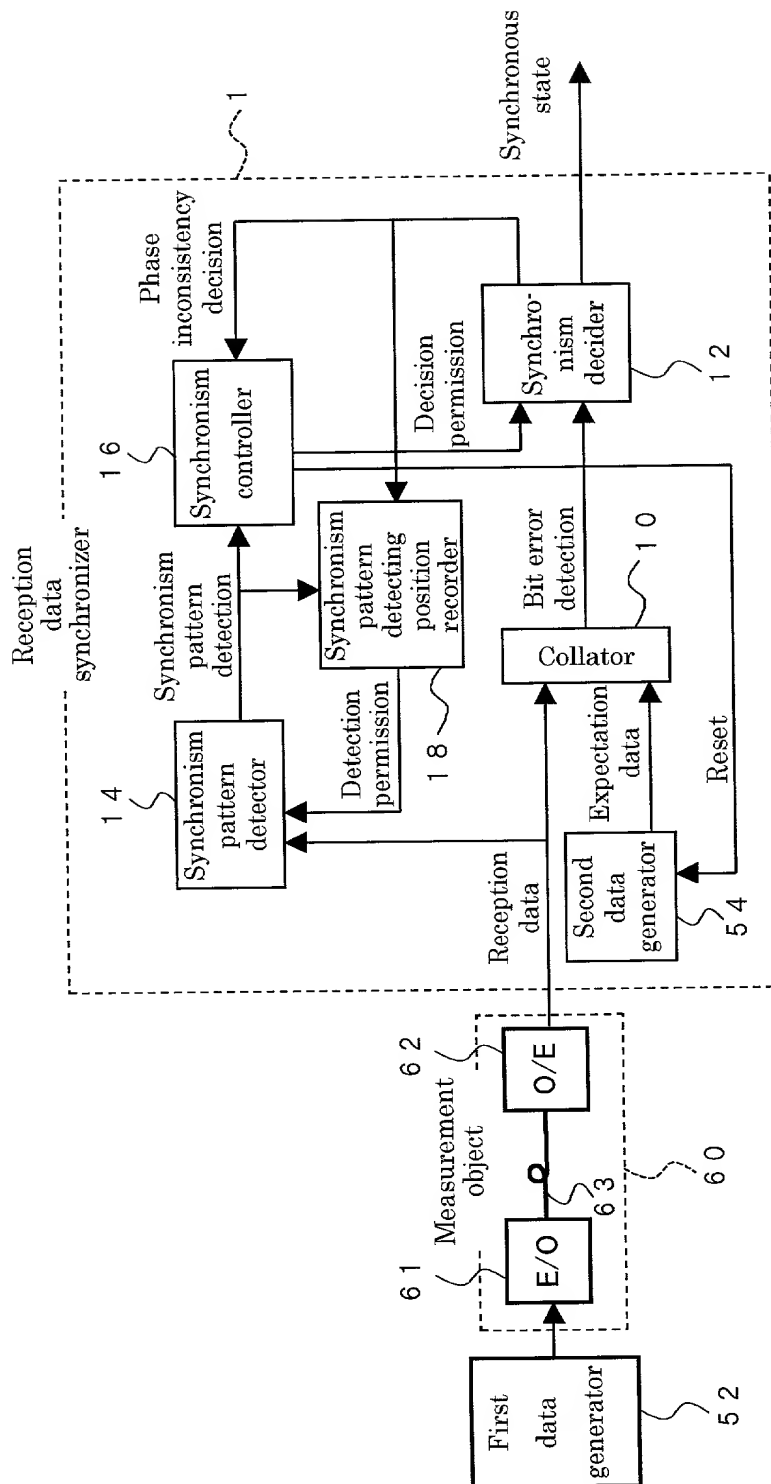 Reception
data
synchronizer
1
Synchronism
pattern
detector
14
Synchronism
pattern
detection
Synchronism
controller
16
Phase
inconsistency
decision
Synchronism
pattern
detecting
position
recorder
18
Detection
permission
Decision
permission
Synchro-
nism
decider
12
Synchronous
state
Bit error
detection
Collator
10
Reception
data
Expectation
data
Second
data
generator
54
Reset
Measurement
object
61
E/O
63
62
O/E
60
First
data
generator
52